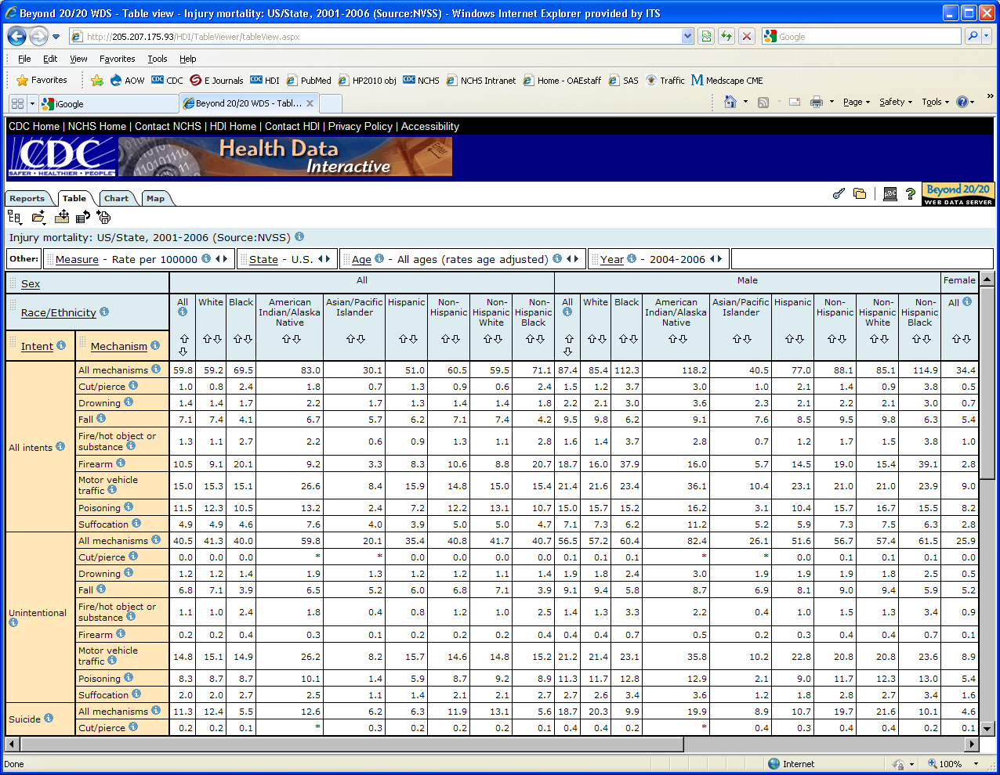 Beyond 20/20 WDS - Table view - Injury mortality: US/State, 2001-2006 (Source:NVSS) - Windows Internet Explorer provided by ITS
http://205.207.175.93/HDI/TableViewer/tableView.aspx
Google
File Edit View Favorites Tools Help
Favorites AOW CDC CDC E Journals CDC HDI PubMed HP2010 obj CDC NCHS NCHS Intranet Home - OAEstaff SAS Traffic Medscape CME
iGoogle Beyond 20/20 WDS - Tabl... X Page Safety Tools
CDC Home | NCHS Home | Contact NCHS | HDI Home | Contact HDI | Privacy Policy | Accessibility
CDC
SAFER • HEALTHIER • PEOPLE™
Health Data
Interactive
Reports Table Chart Map
ABC
Beyond 20/20
WEB DATA SERVER
Injury mortality: US/State, 2001-2006 (Source:NVSS)
Other: Measure - Rate per 100000 State - U.S. Age - All ages (rates age adjusted) Year - 2004-2006
Sex All Male Female
Race/Ethnicity All White Black American Indian/Alaska Native Asian/Pacific Islander Hispanic Non-Hispanic Non-Hispanic White Non-Hispanic Black All White Black American Indian/Alaska Native Asian/Pacific Islander Hispanic Non-Hispanic Non-Hispanic White Non-Hispanic Black All
Intent Mechanism
All intents
All mechanisms 59.8 59.2 69.5 83.0 30.1 51.0 60.5 59.5 71.1 87.4 85.4 112.3 118.2 40.5 77.0 88.1 85.1 114.9 34.4
Cut/pierce 1.0 0.8 2.4 1.8 0.7 1.3 0.9 0.6 2.4 1.5 1.2 3.7 3.0 1.0 2.1 1.4 0.9 3.8 0.5
Drowning 1.4 1.4 1.7 2.2 1.7 1.3 1.4 1.4 1.8 2.2 2.1 3.0 3.6 2.3 2.1 2.2 2.1 3.0 0.7
Fall 7.1 7.4 4.1 6.7 5.7 6.2 7.1 7.4 4.2 9.5 9.8 6.2 9.1 7.6 8.5 9.5 9.8 6.3 5.4
Fire/hot object or substance 1.3 1.1 2.7 2.2 0.6 0.9 1.3 1.1 2.8 1.6 1.4 3.7 2.8 0.7 1.2 1.7 1.5 3.8 1.0
Firearm 10.5 9.1 20.1 9.2 3.3 8.3 10.6 8.8 20.7 18.7 16.0 37.9 16.0 5.7 14.5 19.0 15.4 39.1 2.8
Motor vehicle traffic 15.0 15.3 15.1 26.6 8.4 15.9 14.8 15.0 15.4 21.4 21.6 23.4 36.1 10.4 23.1 21.0 21.0 23.9 9.0
Poisoning 11.5 12.3 10.5 13.2 2.4 7.2 12.2 13.1 10.7 15.0 15.7 15.2 16.2 3.1 10.4 15.7 16.7 15.5 8.2
Suffocation 4.9 4.9 4.6 7.6 4.0 3.9 5.0 5.0 4.7 7.1 7.3 6.2 11.2 5.2 5.9 7.3 7.5 6.3 2.8
Unintentional
All mechanisms 40.5 41.3 40.0 59.8 20.1 35.4 40.8 41.7 40.7 56.5 57.2 60.4 82.4 26.1 51.6 56.7 57.4 61.5 25.9
Cut/pierce 0.0 0.0 0.0 * * 0.0 0.0 0.0 0.0 0.1 0.1 0.1 * * 0.0 0.1 0.1 0.1 0.0
Drowning 1.2 1.2 1.4 1.9 1.3 1.2 1.2 1.1 1.4 1.9 1.8 2.4 3.0 1.9 1.9 1.9 1.8 2.5 0.5
Fall 6.8 7.1 3.9 6.5 5.2 6.0 6.8 7.1 3.9 9.1 9.4 5.8 8.7 6.9 8.1 9.0 9.4 5.9 5.2
Fire/hot object or substance 1.1 1.0 2.4 1.8 0.4 0.8 1.2 1.0 2.5 1.4 1.3 3.3 2.2 0.4 1.0 1.5 1.3 3.4 0.9
Firearm 0.2 0.2 0.4 0.3 0.1 0.2 0.2 0.2 0.4 0.4 0.4 0.7 0.5 0.2 0.3 0.4 0.4 0.7 0.1
Motor vehicle traffic 14.8 15.1 14.9 26.2 8.2 15.7 14.6 14.8 15.2 21.2 21.4 23.1 35.8 10.2 22.8 20.8 20.8 23.6 8.9
Poisoning 8.3 8.7 8.7 10.1 1.4 5.9 8.7 9.2 8.9 11.3 11.7 12.8 12.9 2.1 9.0 11.7 12.3 13.0 5.4
Suffocation 2.0 2.0 2.7 2.5 1.1 1.4 2.1 2.1 2.7 2.7 2.6 3.4 3.6 1.2 1.8 2.8 2.7 3.4 1.6
Suicide
All mechanisms 11.3 12.4 5.5 12.6 6.2 6.3 11.9 13.1 5.6 18.7 20.3 9.9 19.9 8.9 10.7 19.7 21.6 10.1 4.6
Cut/pierce 0.2 0.2 0.1 * 0.3 0.2 0.2 0.2 0.1 0.4 0.4 0.2 * 0.4 0.3 0.4 0.4 0.2 0.1
Done Internet 100%